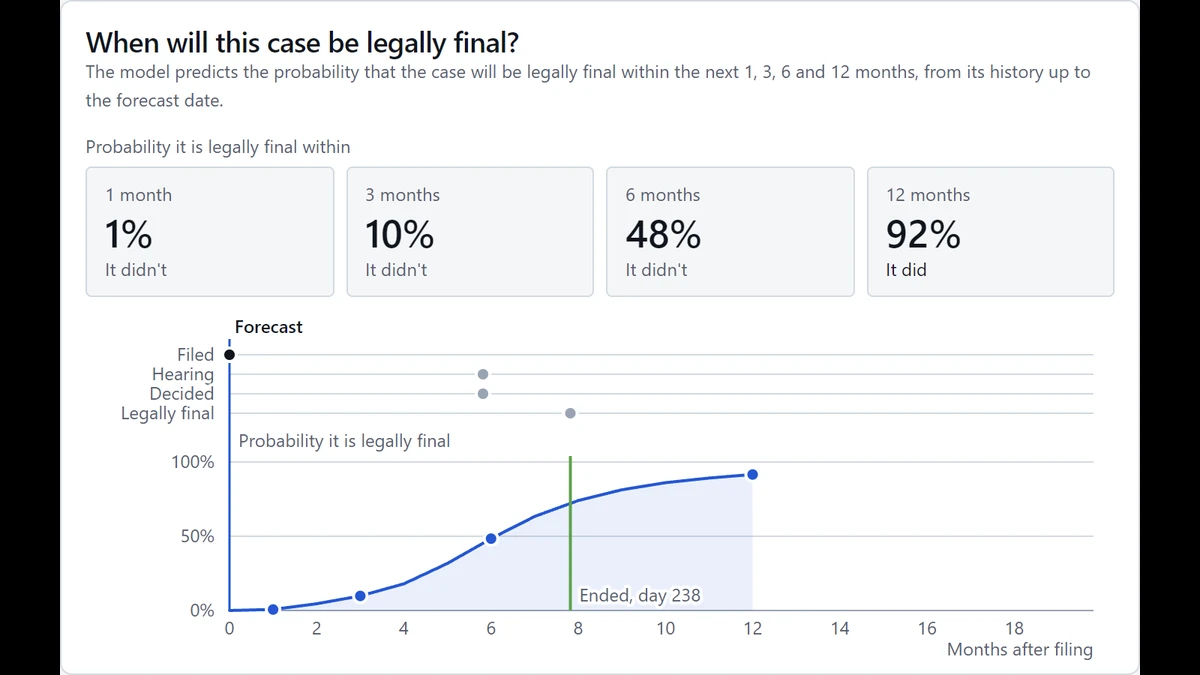 When will this case be legally final?
The model predicts the probability that the case will be legally final within the next 1, 3, 6 and 12 months, from its history up to
the forecast date.
Probability it is legally final within
1 month
1%
It didn't
3 months
10%
It didn't
6 months
48%
It didn't
12 months
92%
It did
Forecast
Filed
Hearing
Decided
Legally final
Probability it is legally final
100%
50%
0%
Ended, day 238
0 2 4 6 8 10 12 14 16 18
Months after filing